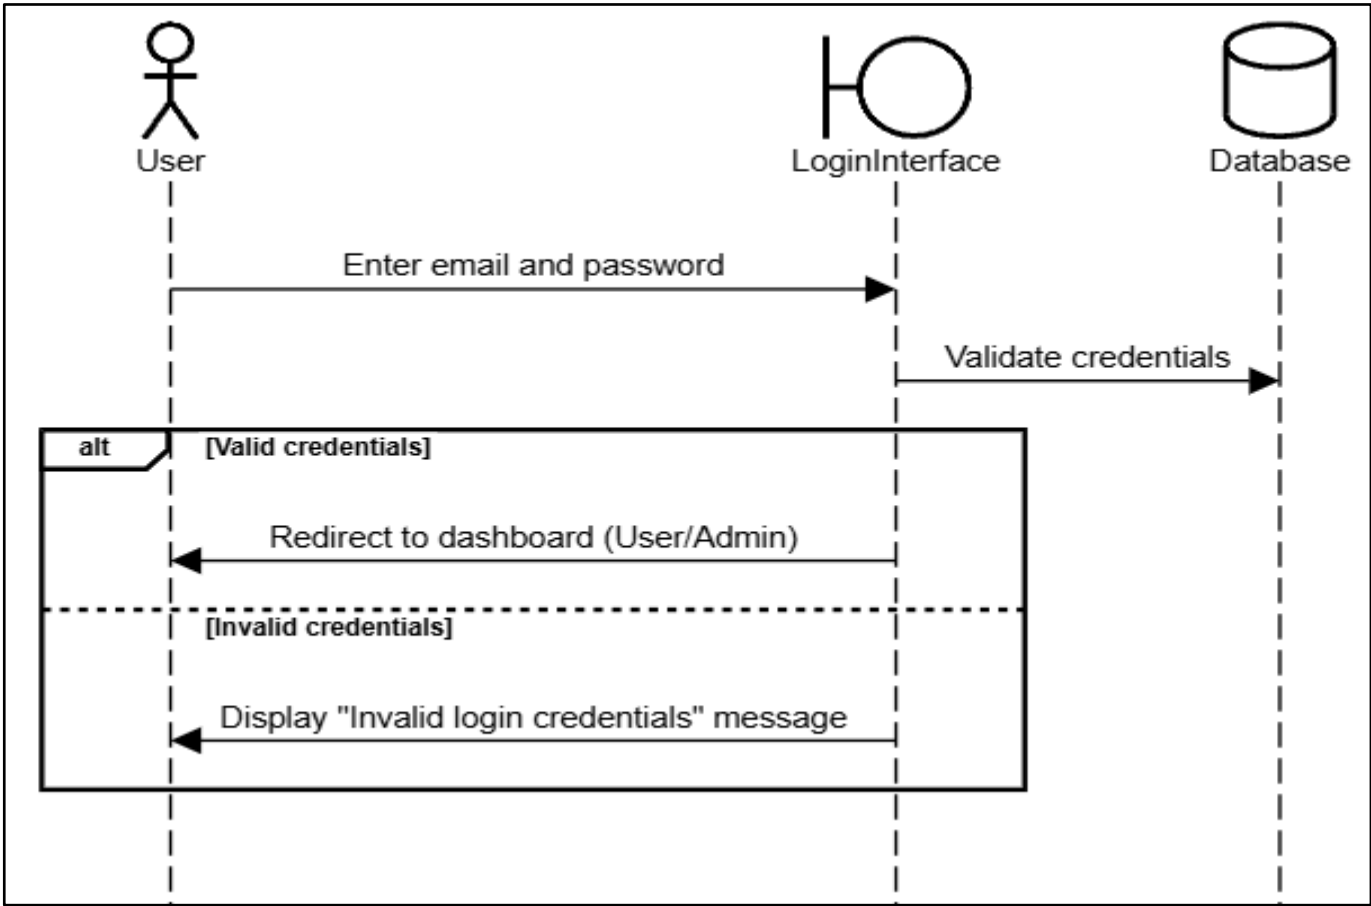 User
LoginInterface
Database
Enter email and password
Validate credentials
alt
[Valid credentials]
Redirect to dashboard (User/Admin)
[Invalid credentials]
Display "Invalid login credentials" message